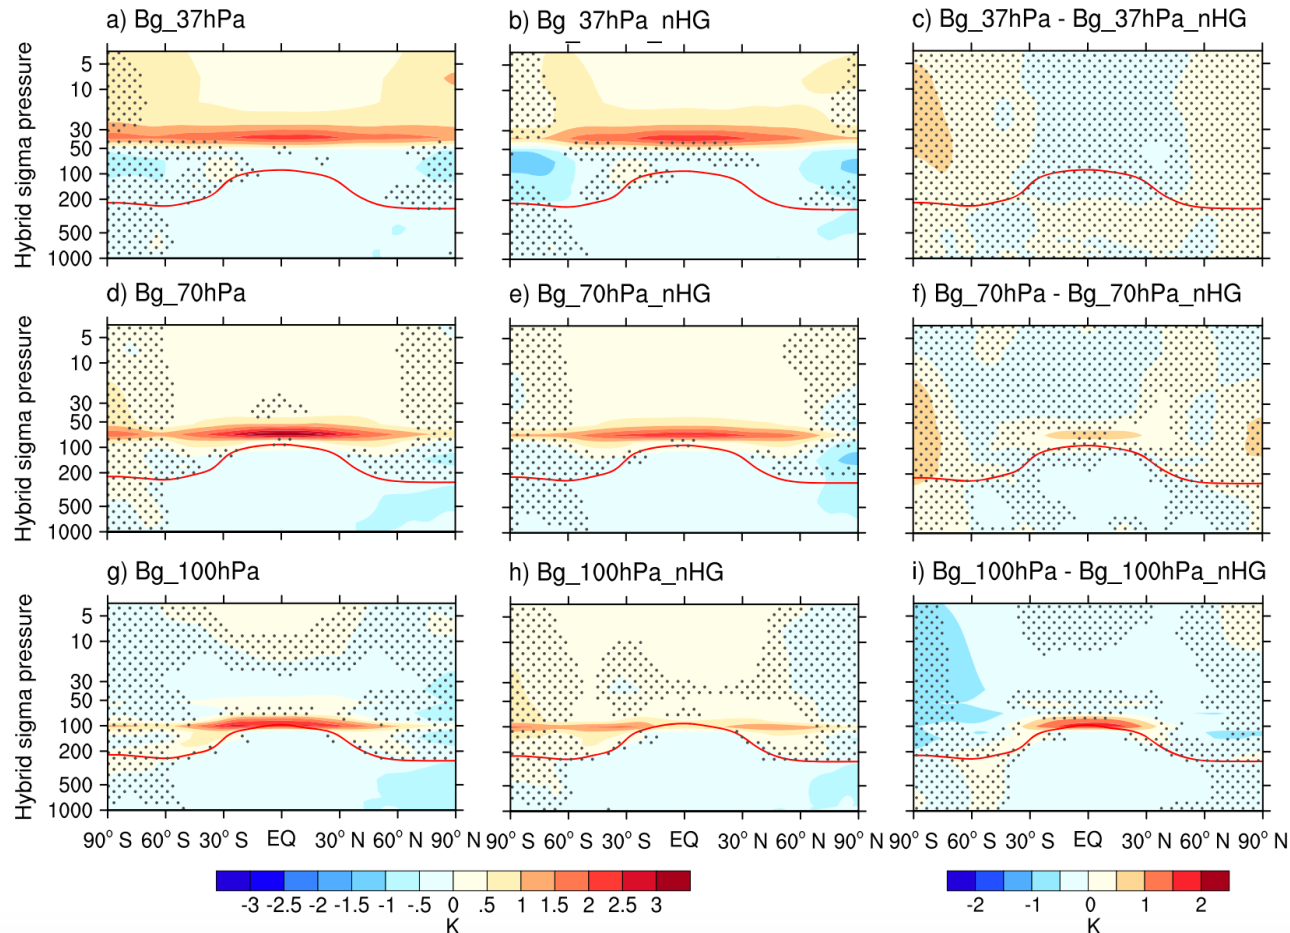 a) Bg_37hPa
b) Bg_37hPa_nHG
c) Bg_37hPa - Bg_37hPa_nHG
Hybrid sigma pressure
5
10
30
50
100
200
500
1000
d) Bg_70hPa
e) Bg_70hPa_nHG
f) Bg_70hPa - Bg_70hPa_nHG
Hybrid sigma pressure
5
10
30
50
100
200
500
1000
g) Bg_100hPa
h) Bg_100hPa_nHG
i) Bg_100hPa - Bg_100hPa_nHG
Hybrid sigma pressure
5
10
30
50
100
200
500
1000
90° S 60° S 30° S EQ 30° N 60° N 90° N
90° S 60° S 30° S EQ 30° N 60° N 90° N
90° S 60° S 30° S EQ 30° N 60° N 90° N
-3 -2.5 -2 -1.5 -1 -.5 0 .5 1 1.5 2 2.5 3
K
-2 -1 0 1 2
K